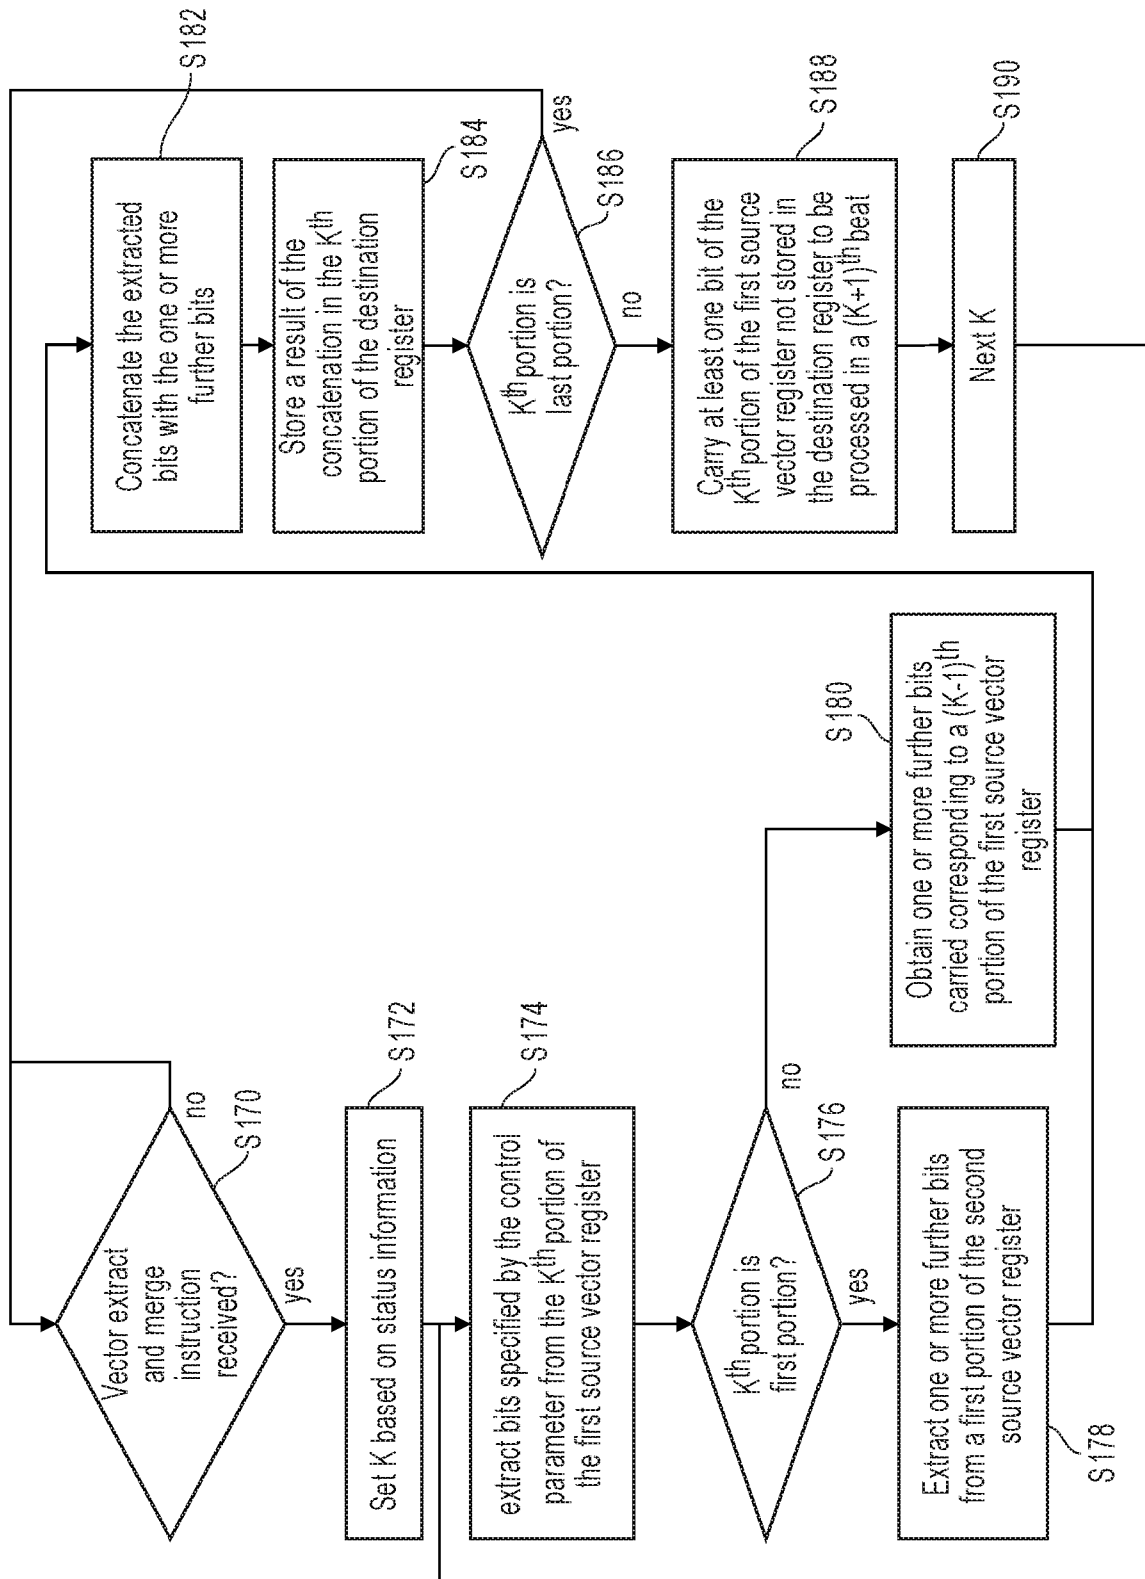 Vector extract
and merge
instruction
received?
S170
no
yes
Set K based on status information
S172
extract bits specified by the control
parameter from the Kth portion of
the first source vector register
S174
Kth portion is
first portion?
S176
no
yes
Extract one or more further bits
from a first portion of the second
source vector register
S178
Obtain one or more further bits
carried corresponding to a (K-1)th
portion of the first source vector
register
S180
Concatenate the extracted
bits with the one or more
further bits
S182
Store a result of the
concatenation in the Kth
portion of the destination
register
S184
Kth portion is
last portion?
S186
yes
no
Carry at least one bit of the
Kth portion of the first source
vector register not stored in
the destination register to be
processed in a (K+1)th beat
S188
Next K
S190